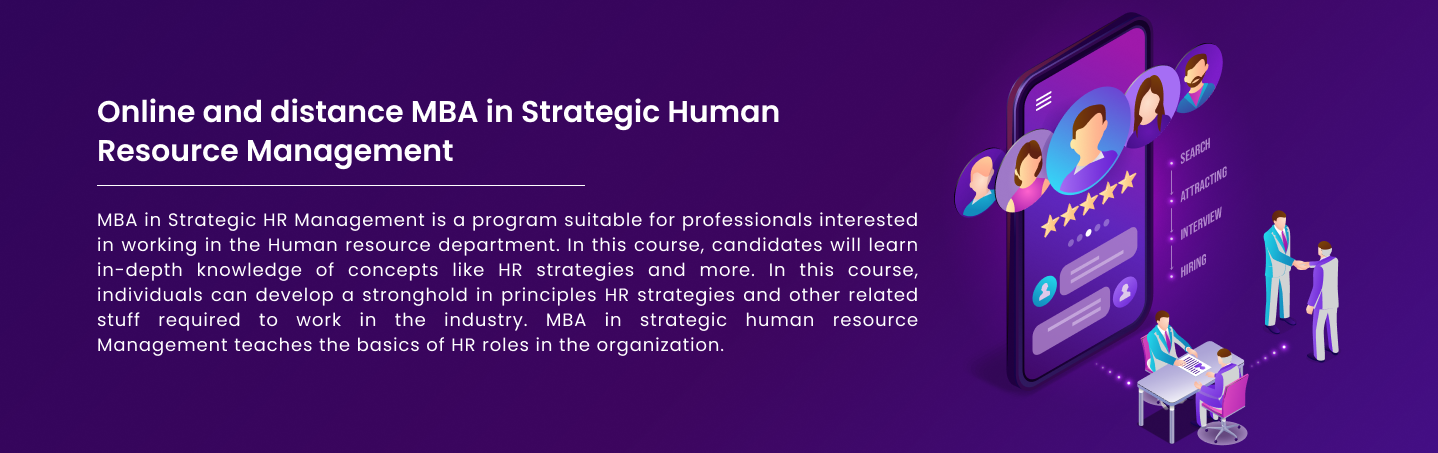 Online and distance MBA in Strategic Human
Resource Management
MBA in Strategic HR Management is a program suitable for professionals interested
in working in the Human resource department. In this course, candidates will learn
in-depth knowledge of concepts like HR strategies and more. In this course,
individuals can develop a stronghold in principles HR strategies and other related
stuff required to work in the industry. MBA in strategic human resource
Management teaches the basics of HR roles in the organization.
SEARCH
ATTRACTING
INTERVIEW
HIRING